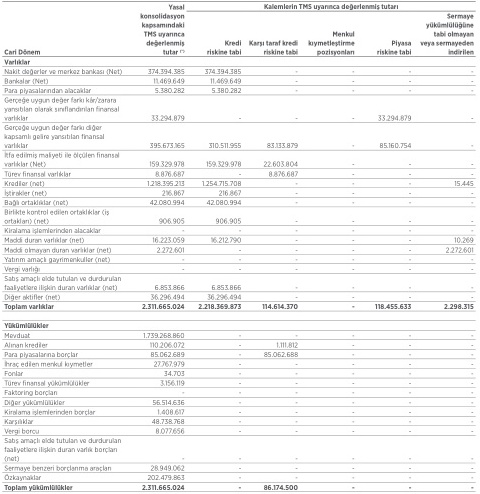 Cari Dönem Yasal konsolidasyon kapsamındaki TMS uyarınca değerlenmiş tutar (*) Kalemlerin TMS uyarınca değerlenmiş tutarı
Kredi riskine tabi Karşı taraf kredi riskine tabi Menkul kıymetleştirme pozisyonları Piyasa riskine tabi Sermaye yükümlülüğüne tabi olmayan veya sermayeden indirilen
Varlıklar
Nakit değerler ve merkez bankası (Net) 374.394.385 374.394.385 - - - -
Bankalar (Net) 11.469.649 11.469.649 - - - -
Para piyasalarından alacaklar 5.380.282 5.380.282 - - - -
Gerçeğe uygun değer farkı kâr/zarara
yansıtılan olarak sınıflandırılan finansal
varlıklar 33.294.879 - - - 33.294.879 -
Gerçeğe uygun değer farkı diğer
kapsamlı gelire yansıtılan finansal
varlıklar 395.673.165 310.511.955 83.133.879 - 85.160.754 -
İtfa edilmiş maliyeti ile ölçülen finansal
varlıklar (Net) 159.329.978 159.329.978 22.603.804 - - -
Türev finansal varlıklar 8.876.687 - 8.876.687 - - -
Krediler (net) 1.218.395.213 1.254.715.708 - - - 15.445
İştirakler (net) 216.867 216.867 - - - -
Bağlı ortaklıklar (net) 42.080.994 42.080.994 - - - -
Birlikte kontrol edilen ortaklıklar (iş
ortakları) (net) 906.905 906.905 - - - -
Kiralama işlemlerinden alacaklar - - - - - -
Maddi duran varlıklar (net) 16.223.059 16.212.790 - - - 10.269
Maddi olmayan duran varlıklar (net) 2.272.601 - - - - 2.272.601
Yatırım amaçlı gayrimenkuller (net) - - - - - -
Vergi varlığı - - - - - -
Satış amaçlı elde tutulan ve durdurulan
faaliyetlere ilişkin duran varlıklar (net) 6.853.866 6.853.866 - - - -
Diğer aktifler (net) 36.296.494 36.296.494 - - - -
Toplam varlıklar 2.311.665.024 2.218.369.873 114.614.370 - 118.455.633 2.298.315
Yükümlülükler
Mevduat 1.739.268.860 - - - - -
Alınan krediler 110.206.072 - 1.111.812 - - -
Para piyasalarına borçlar 85.062.689 - 85.062.688 - - -
İhraç edilen menkul kıymetler 27.767.979 - - - - -
Fonlar 34.703 - - - - -
Türev finansal yükümlülükler 3.156.119 - - - - -
Faktoring borçları - - - - - -
Diğer yükümlülükler 56.514.636 - - - - -
Kiralama işlemlerinden borçlar 1.408.617 - - - - -
Karşılıklar 48.738.768 - - - - -
Vergi borcu 8.077.656 - - - - -
Satış amaçlı elde tutulan ve durdurulan
faaliyetlere ilişkin duran varlık borçları
(net) - - - - - -
Sermaye benzeri borçlanma araçları 28.949.062 - - - - -
Özkaynaklar 202.479.863 - - - - -
Toplam yükümlülükler 2.311.665.024 - 86.174.500 - - -